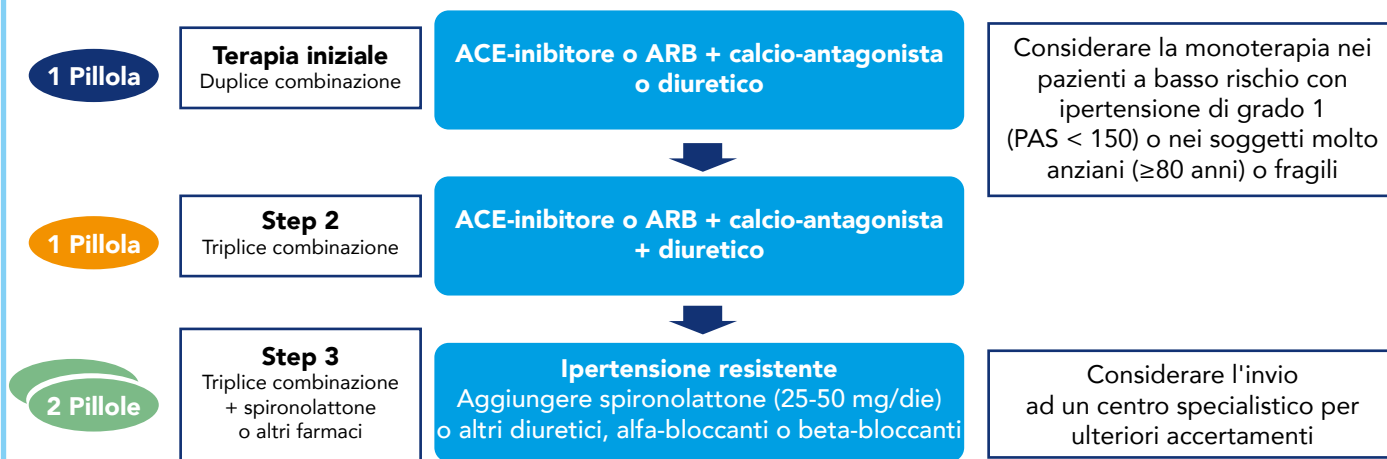 1 Pillola
Terapia iniziale
Duplice combinazione
ACE-inibitore o ARB + calcio-antagonista
o diuretico
Considerare la monoterapia nei
pazienti a basso rischio con
ipertensione di grado 1
(PAS < 150) o nei soggetti molto
anziani (≥80 anni) o fragili
1 Pillola
Step 2
Triplice combinazione
ACE-inibitore o ARB + calcio-antagonista
+ diuretico
2 Pillole
Step 3
Triplice combinazione
+ spironolattone
o altri farmaci
Ipertensione resistente
Aggiungere spironolattone (25-50 mg/die)
o altri diuretici, alfa-bloccanti o beta-bloccanti
Considerare l'invio
ad un centro specialistico per
ulteriori accertamenti